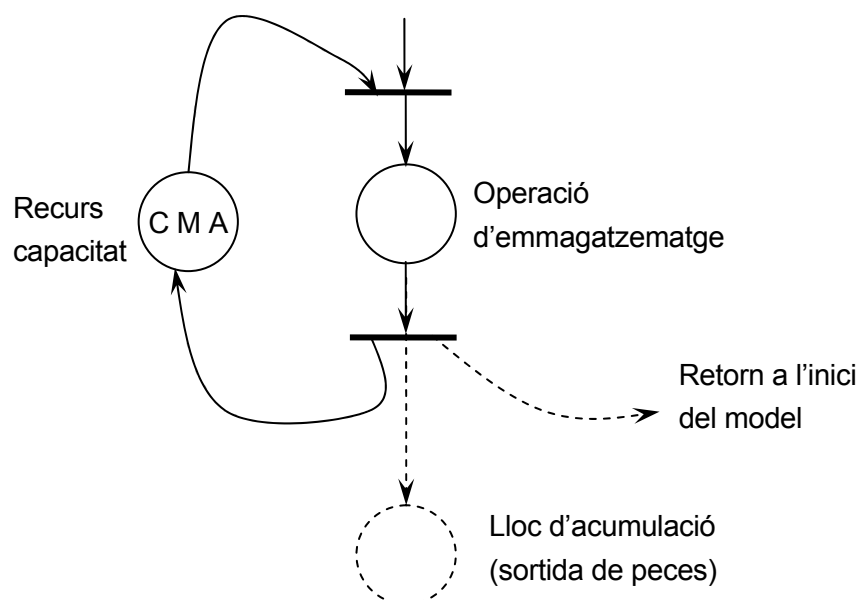 Recurs
capacitat
C M A
Operació
d’emmagatzematge
Retorn a l’inici
del model
Lloc d’acumulació
(sortida de peces)